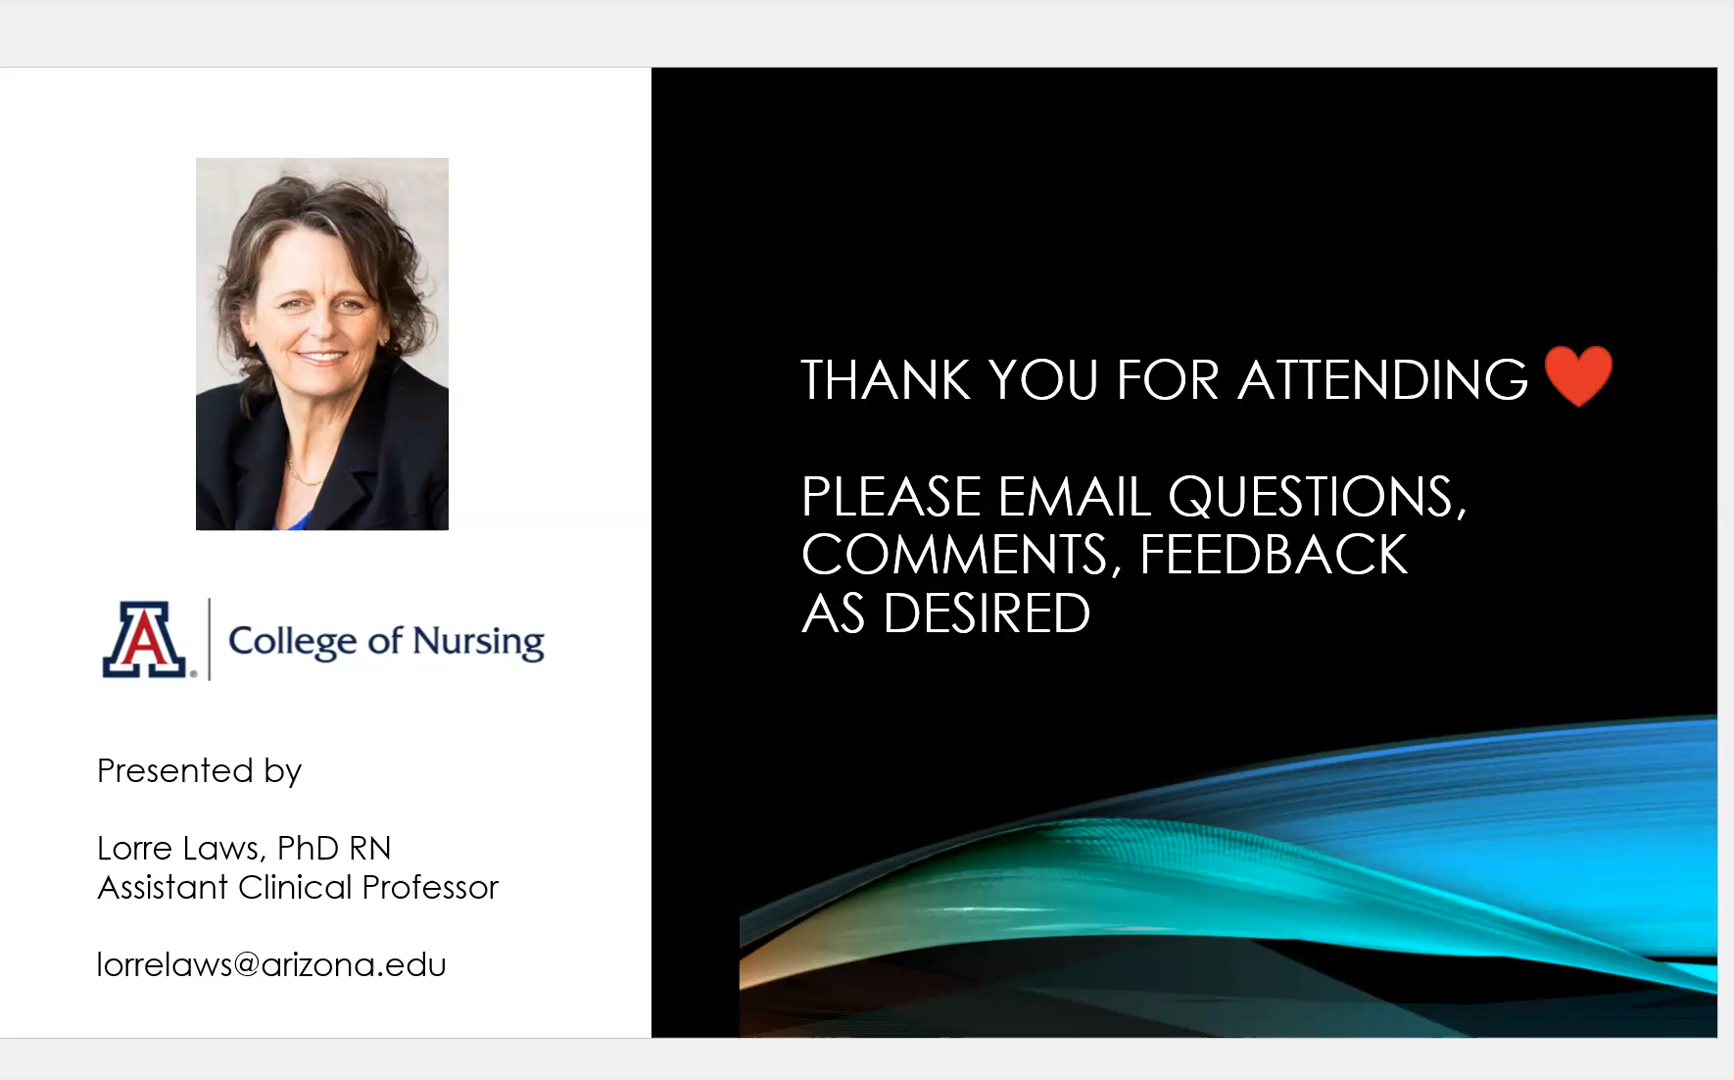 A
College of Nursing
Presented by
Lorre Laws, PhD RN
Assistant Clinical Professor
lorrelaws@arizona.edu
THANK YOU FOR ATTENDING ❤️
PLEASE EMAIL QUESTIONS,
COMMENTS, FEEDBACK
AS DESIRED